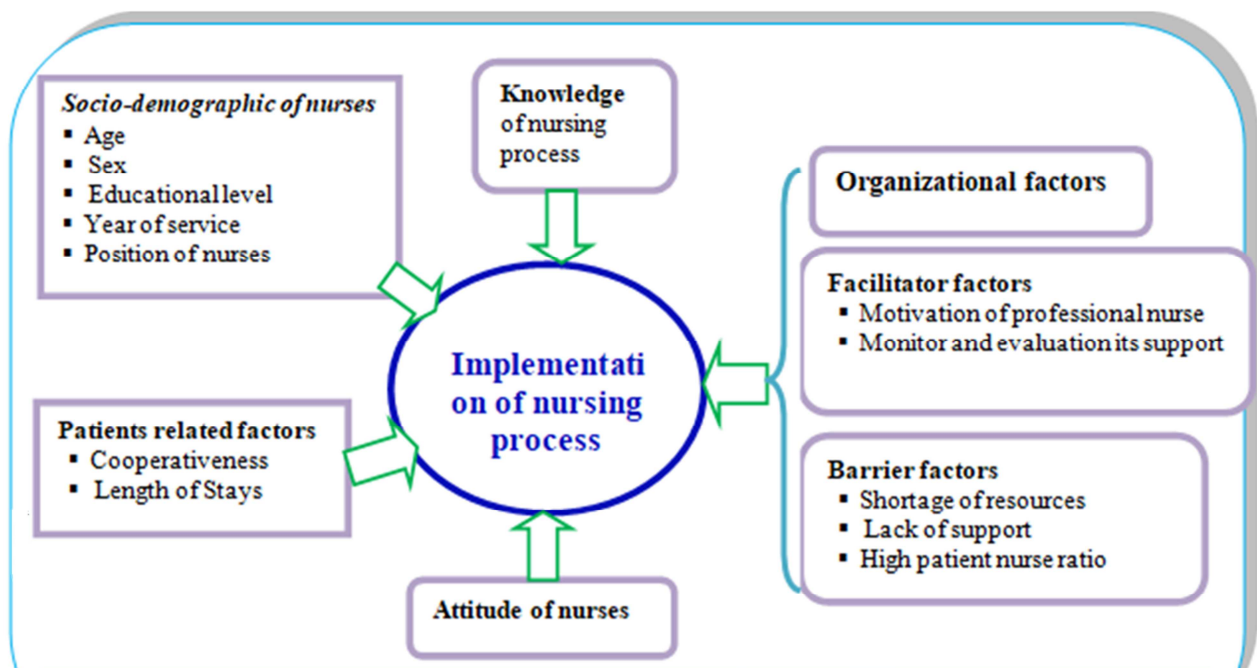 Socio-demographic of nurses
▪ Age
▪ Sex
▪ Educational level
▪ Year of service
▪ Position of nurses
Knowledge
of nursing
process
Organizational factors
Facilitator factors
▪ Motivation of professional nurse
▪ Monitor and evaluation its support
Implementati
on of nursing
process
Patients related factors
▪ Cooperativeness
▪ Length of Stays
Barrier factors
▪ Shortage of resources
▪ Lack of support
▪ High patient nurse ratio
Attitude of nurses